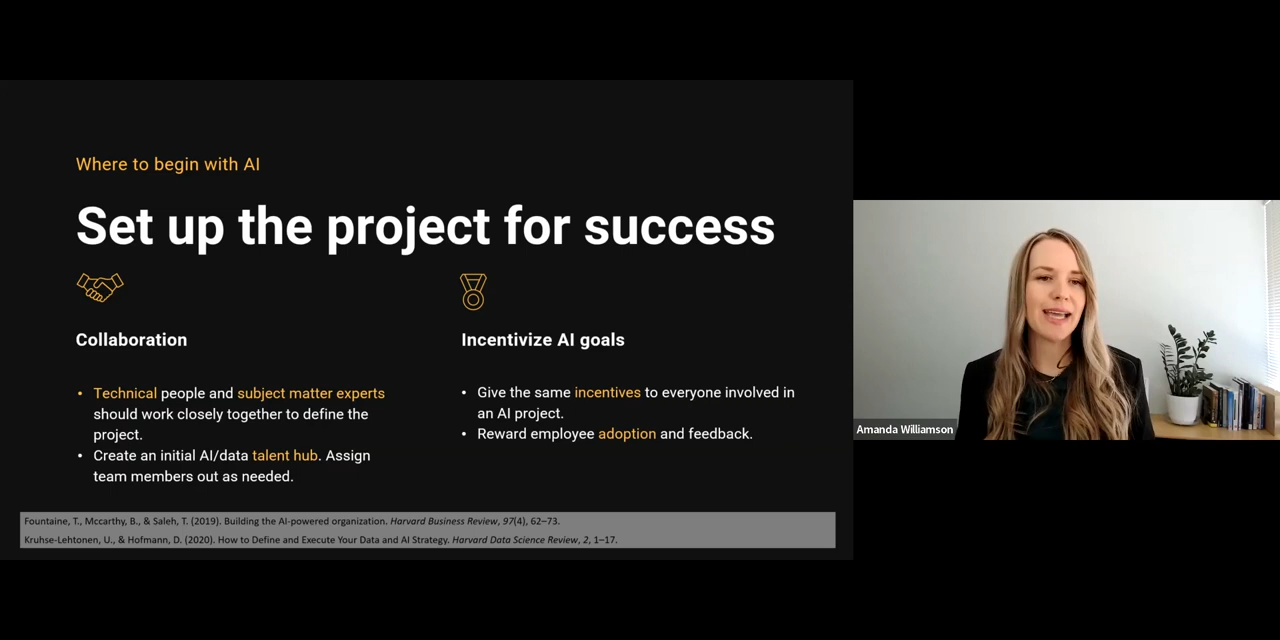 Where to begin with AI
Set up the project for success
Collaboration
• Technical people and subject matter experts
should work closely together to define the
project.
• Create an initial AI/data talent hub. Assign
team members out as needed.
Incentivize AI goals
• Give the same incentives to everyone involved in
an AI project.
• Reward employee adoption and feedback.
Fountaine, T., Mccarthy, B., & Saleh, T. (2019). Building the AI-powered organization. Harvard Business Review, 97(4), 62–73.
Kruhse-Lehtonen, U., & Hofmann, D. (2020). How to Define and Execute Your Data and AI Strategy. Harvard Data Science Review, 2, 1–17.
Amanda Williamson